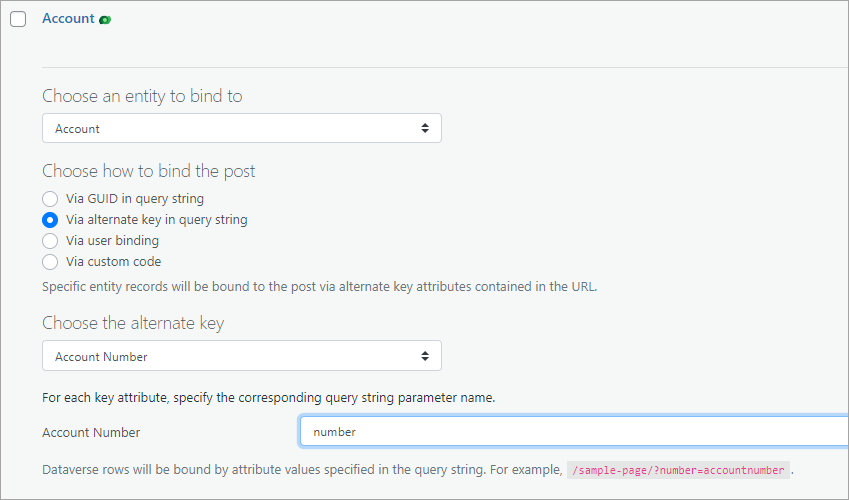 Account
Choose an entity to bind to
Account
Choose how to bind the post
Via GUID in query string
Via alternate key in query string
Via user binding
Via custom code
Specific entity records will be bound to the post via alternate key attributes contained in the URL.
Choose the alternate key
Account Number
For each key attribute, specify the corresponding query string parameter name.
Account Number number
Dataverse rows will be bound by attribute values specified in the query string. For example, /sample-page/?number=accountnumber .